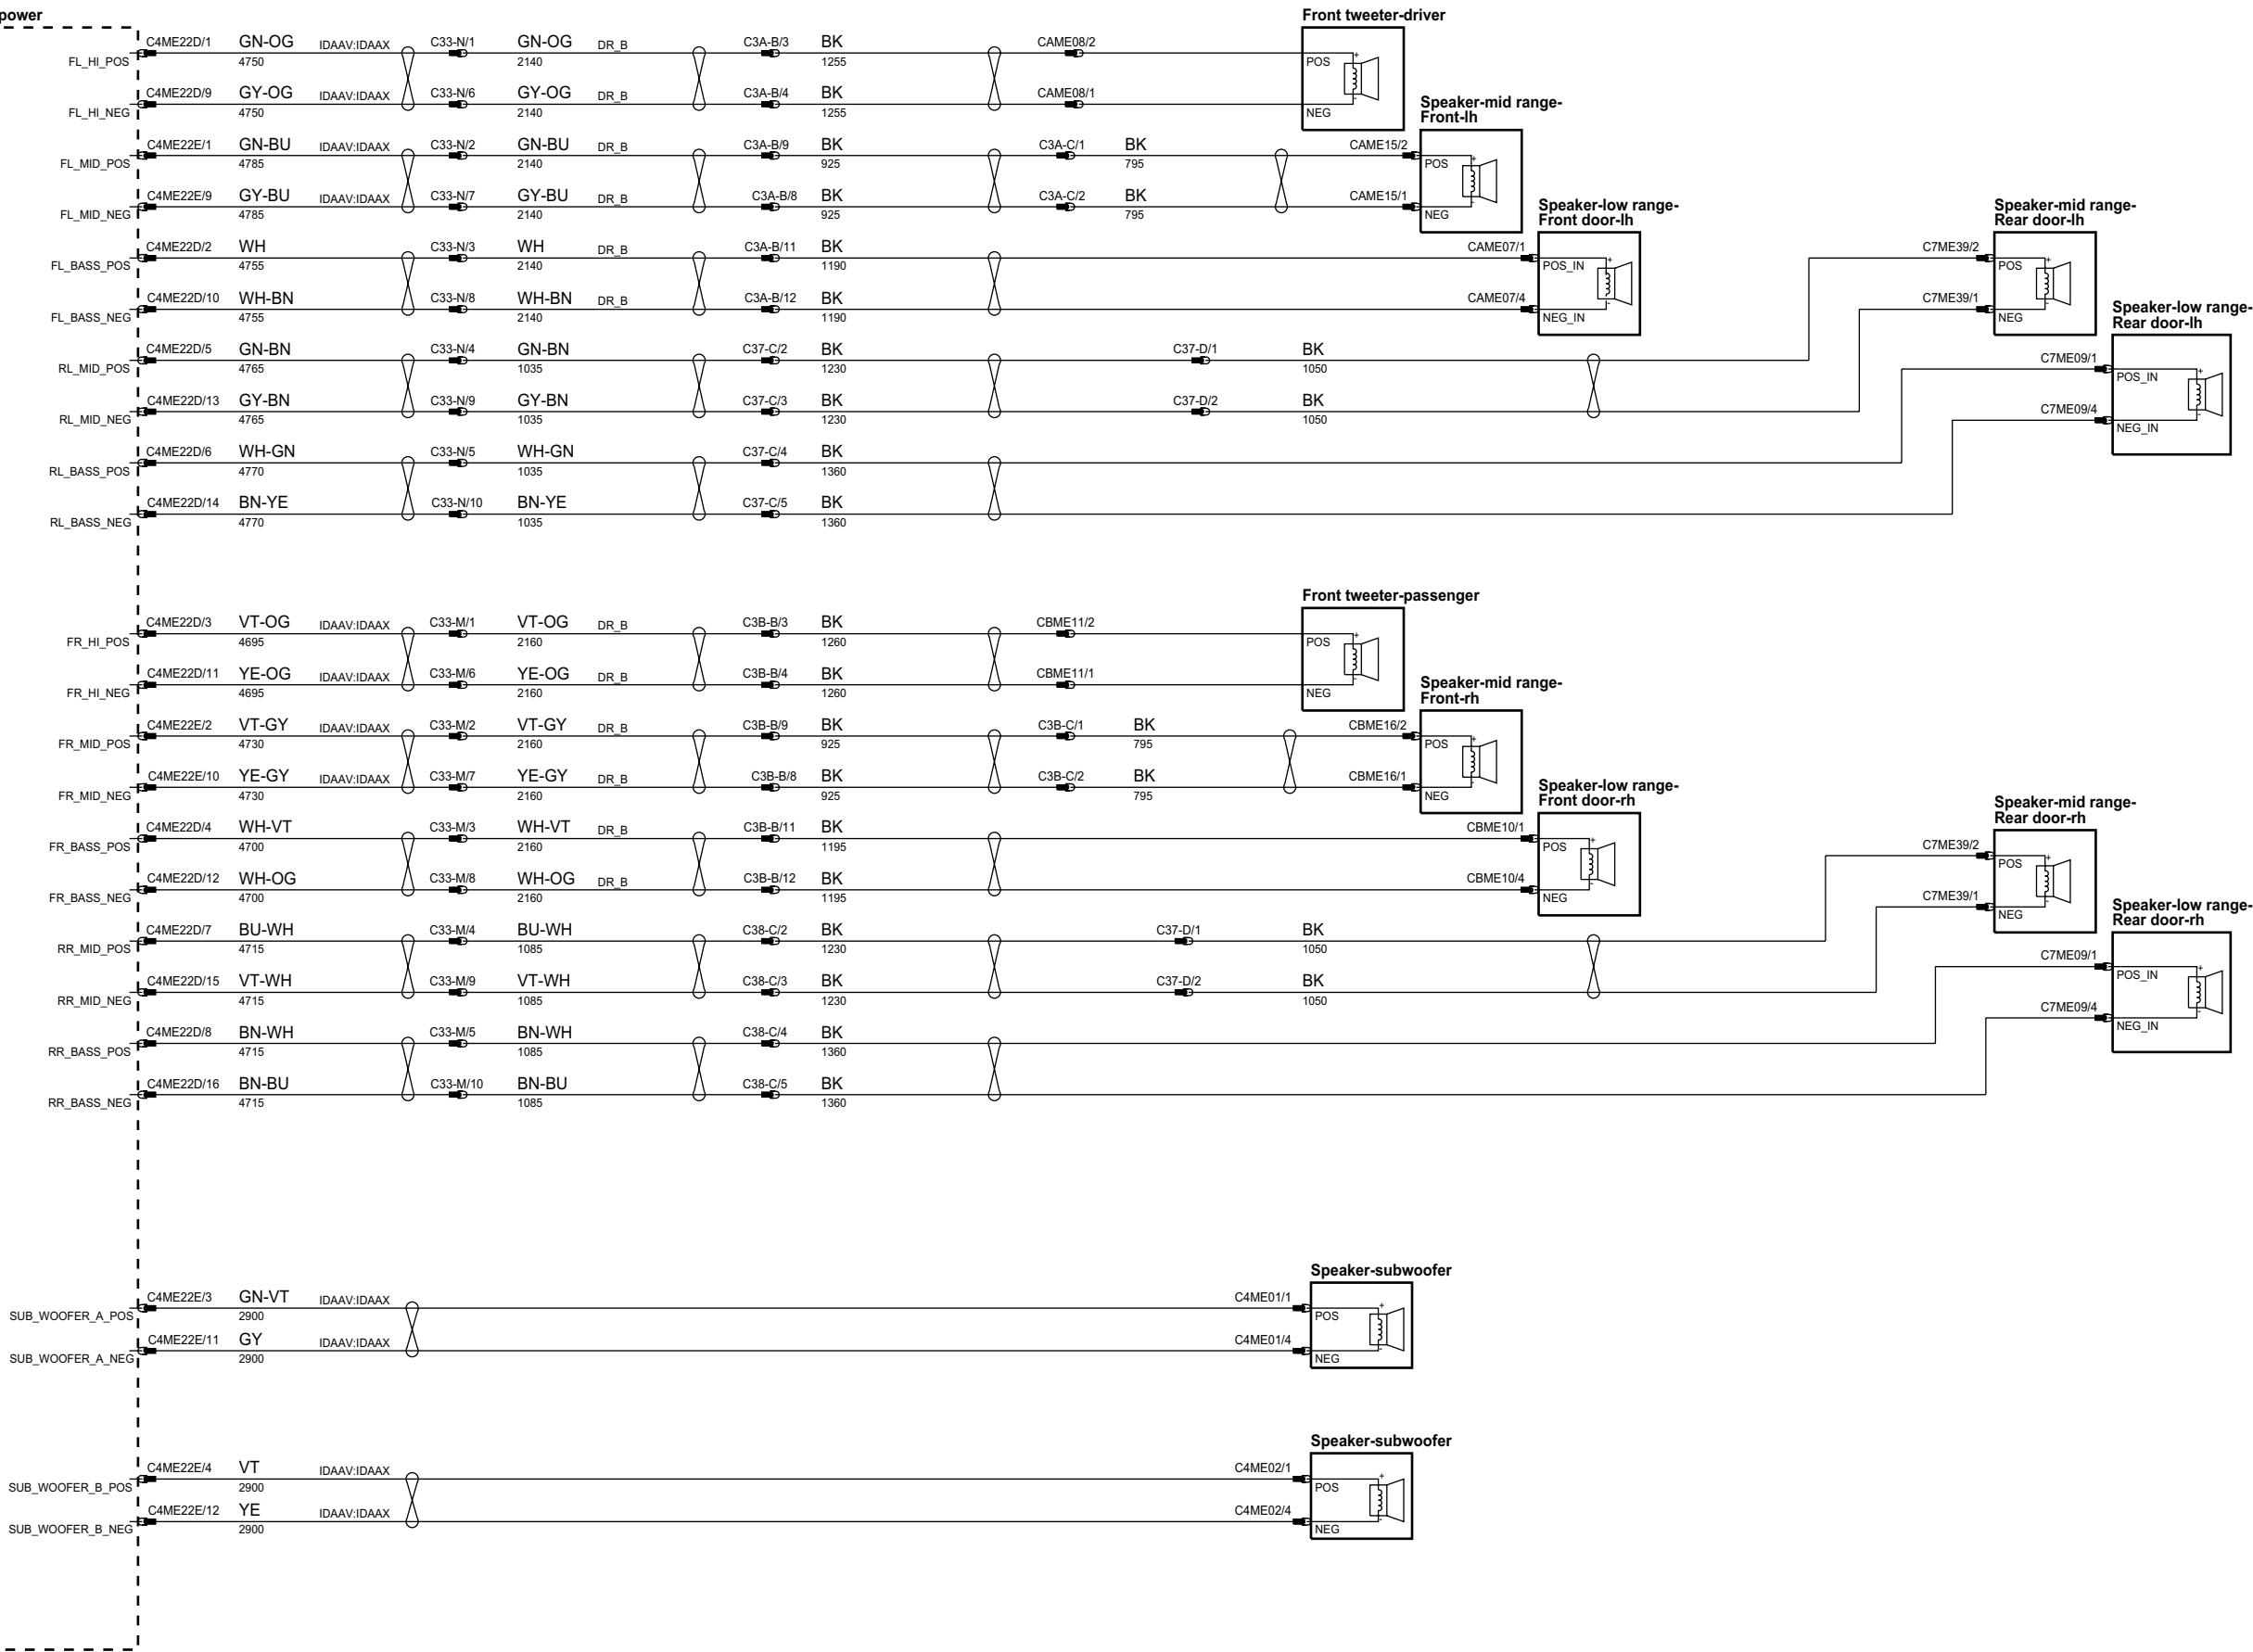 power
Front tweeter-driver
C4ME22D/1 GN-OG IDAAV:IDAAX C33-N/1 GN-OG DR_B C3A-B/3 BK CAME08/2
FL_HI_POS 4750 2140 1255 POS
C4ME22D/9 GY-OG IDAAV:IDAAX C33-N/6 GY-OG DR_B C3A-B/4 BK CAME08/1
FL_HI_NEG 4750 2140 1255 NEG
Speaker-mid range-
Front-lh
C4ME22E/1 GN-BU IDAAV:IDAAX C33-N/2 GN-BU DR_B C3A-B/9 BK C3A-C/1 BK CAME15/2
FL_MID_POS 4785 2140 925 795 POS
C4ME22E/9 GY-BU IDAAV:IDAAX C33-N/7 GY-BU DR_B C3A-B/8 BK C3A-C/2 BK CAME15/1
FL_MID_NEG 4785 2140 925 795 NEG
Speaker-low range-
Front door-lh
Speaker-mid range-
Rear door-lh
C4ME22D/2 WH C33-N/3 WH DR_B C3A-B/11 BK CAME07/1 C7ME39/2
FL_BASS_POS 4755 2140 1190 POS_IN POS
C4ME22D/10 WH-BN C33-N/8 WH-BN DR_B C3A-B/12 BK CAME07/4 C7ME39/1
FL_BASS_NEG 4755 2140 1190 NEG_IN NEG
Speaker-low range-
Rear door-lh
C4ME22D/5 GN-BN C33-N/4 GN-BN C37-C/2 BK C37-D/1 BK C7ME09/1
RL_MID_POS 4765 1035 1230 1050 POS_IN
C4ME22D/13 GY-BN C33-N/9 GY-BN C37-C/3 BK C37-D/2 BK C7ME09/4
RL_MID_NEG 4765 1035 1230 1050 NEG_IN
C4ME22D/6 WH-GN C33-N/5 WH-GN C37-C/4 BK
RL_BASS_POS 4770 1035 1360
C4ME22D/14 BN-YE C33-N/10 BN-YE C37-C/5 BK
RL_BASS_NEG 4770 1035 1360
Front tweeter-passenger
C4ME22D/3 VT-OG IDAAV:IDAAX C33-M/1 VT-OG DR_B C3B-B/3 BK CBME11/2
FR_HI_POS 4695 2160 1260 POS
C4ME22D/11 YE-OG IDAAV:IDAAX C33-M/6 YE-OG DR_B C3B-B/4 BK CBME11/1
FR_HI_NEG 4695 2160 1260 NEG
Speaker-mid range-
Front-rh
C4ME22E/2 VT-GY IDAAV:IDAAX C33-M/2 VT-GY DR_B C3B-B/9 BK C3B-C/1 BK CBME16/2
FR_MID_POS 4730 2160 925 795 POS
C4ME22E/10 YE-GY IDAAV:IDAAX C33-M/7 YE-GY DR_B C3B-B/8 BK C3B-C/2 BK CBME16/1
FR_MID_NEG 4730 2160 925 795 NEG
Speaker-low range-
Front door-rh
Speaker-mid range-
Rear door-rh
C4ME22D/4 WH-VT C33-M/3 WH-VT DR_B C3B-B/11 BK CBME10/1 C7ME39/2
FR_BASS_POS 4700 2160 1195 POS POS
C4ME22D/12 WH-OG C33-M/8 WH-OG DR_B C3B-B/12 BK CBME10/4 C7ME39/1
FR_BASS_NEG 4700 2160 1195 NEG NEG
Speaker-low range-
Rear door-rh
C4ME22D/7 BU-WH C33-M/4 BU-WH C38-C/2 BK C37-D/1 BK C7ME09/1
RR_MID_POS 4715 1085 1230 1050 POS_IN
C4ME22D/15 VT-WH C33-M/9 VT-WH C38-C/3 BK C37-D/2 BK C7ME09/4
RR_MID_NEG 4715 1085 1230 1050 NEG_IN
C4ME22D/8 BN-WH C33-M/5 BN-WH C38-C/4 BK
RR_BASS_POS 4715 1085 1360
C4ME22D/16 BN-BU C33-M/10 BN-BU C38-C/5 BK
RR_BASS_NEG 4715 1085 1360
Speaker-subwoofer
C4ME22E/3 GN-VT IDAAV:IDAAX C4ME01/1
SUB_WOOFER_A_POS 2900 POS
C4ME22E/11 GY IDAAV:IDAAX C4ME01/4
SUB_WOOFER_A_NEG 2900 NEG
Speaker-subwoofer
C4ME22E/4 VT IDAAV:IDAAX C4ME02/1
SUB_WOOFER_B_POS 2900 POS
C4ME22E/12 YE IDAAV:IDAAX C4ME02/4
SUB_WOOFER_B_NEG 2900 NEG